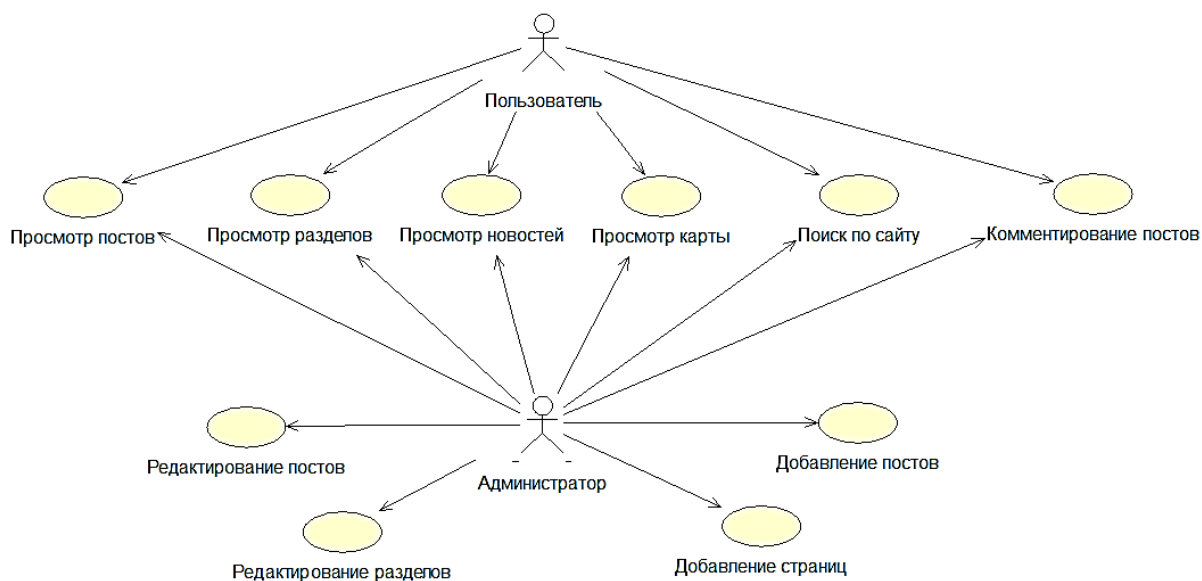 Пользователь
Просмотр постов
Просмотр разделов
Просмотр новостей
Просмотр карты
Поиск по сайту
Комментирование постов
Редактирование постов
Администратор
Добавление постов
Редактирование разделов
Добавление страниц